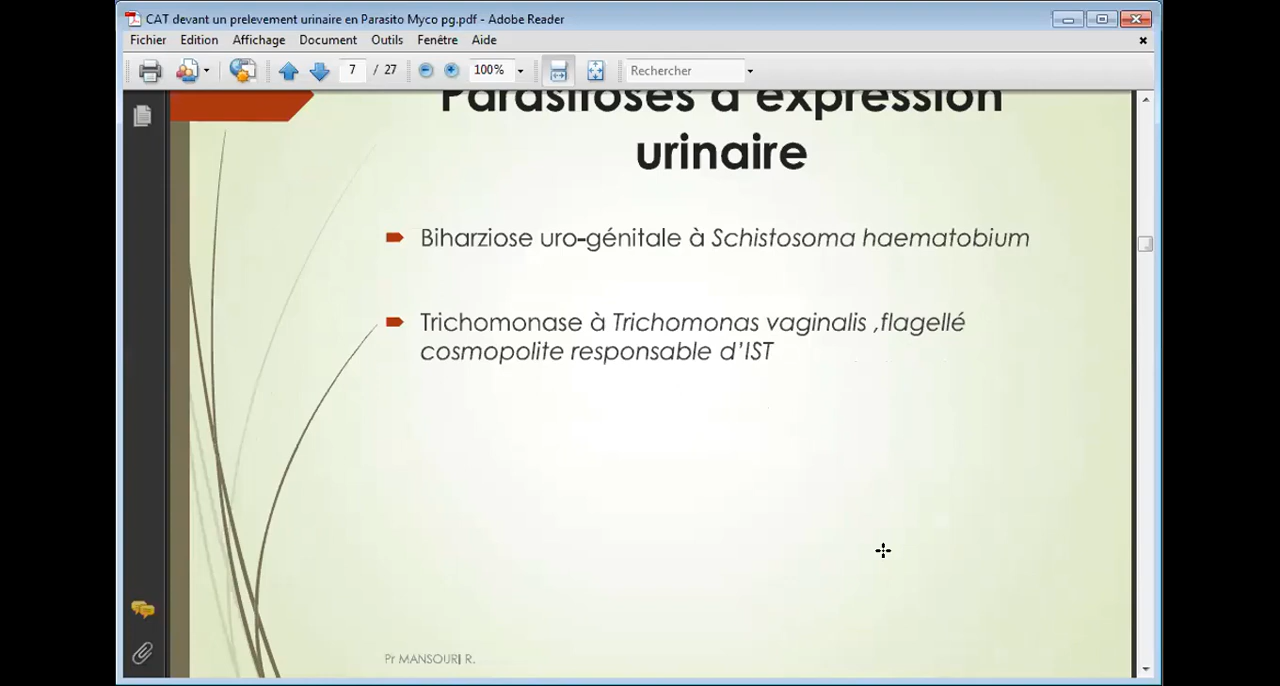 CAT devant un prelevement urinaire en Parasito Myco pg.pdf - Adobe Reader
Fichier Edition Affichage Document Outils Fenêtre Aide
7 / 27 100% Rechercher
Parasitoses à expression
urinaire
Biharziose uro-génitale à Schistosoma haematobium
Trichomonase à Trichomonas vaginalis ,flagellé
cosmopolite responsable d’IST
Pr MANSOURI R.